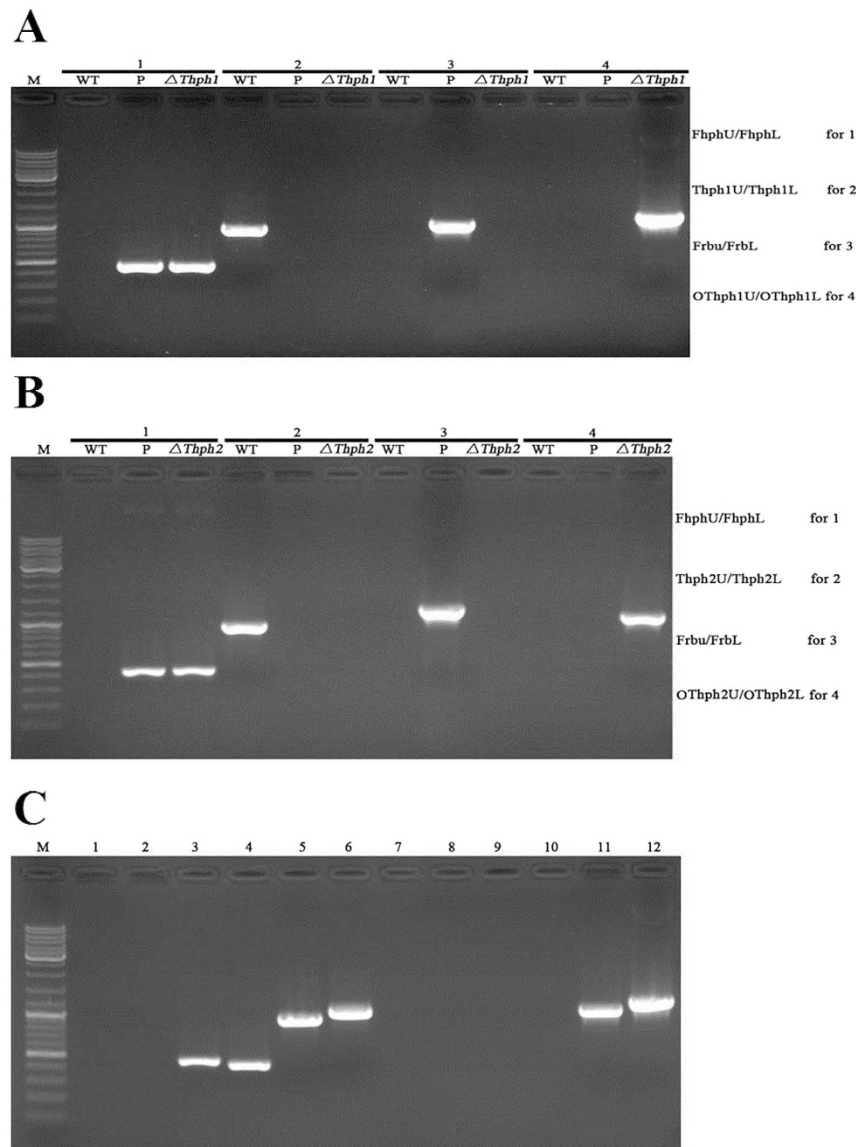 A
1 2 3 4
M WT P △Thph1 WT P △Thph1 WT P △Thph1 WT P △Thph1
FhphU/FhphL for 1
Thph1U/Thph1L for 2
Frbu/FrbL for 3
OThph1U/OThph1L for 4
B
1 2 3 4
M WT P △Thph2 WT P △Thph2 WT P △Thph2 WT P △Thph2
FhphU/FhphL for 1
Thph2U/Thph2L for 2
Frbu/FrbL for 3
OThph2U/OThph2L for 4
C
M 1 2 3 4 5 6 7 8 9 10 11 12